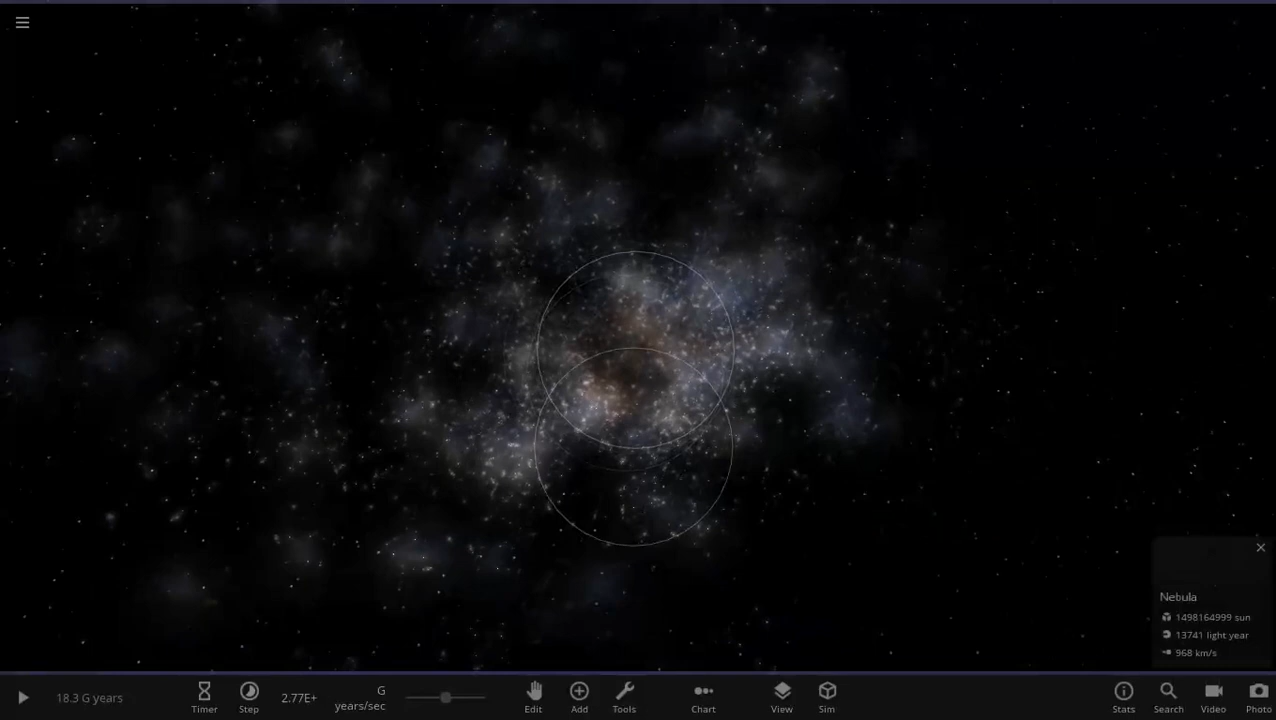 Nebula
1498164999 sun
13741 light year
968 km/s
18.3 G years
Timer
Step
2.77E+
G
years/sec
Edit
Add
Tools
Chart
View
Sim
Stats
Search
Video
Photo